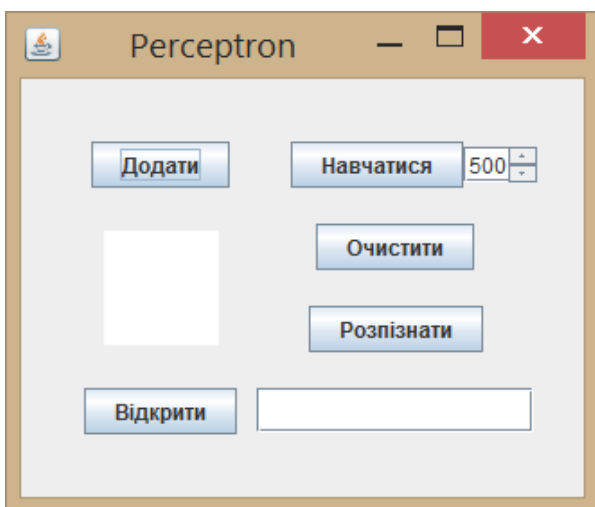 Perceptron
Додати
Навчатися 500
Очистити
Розпізнати
Відкрити